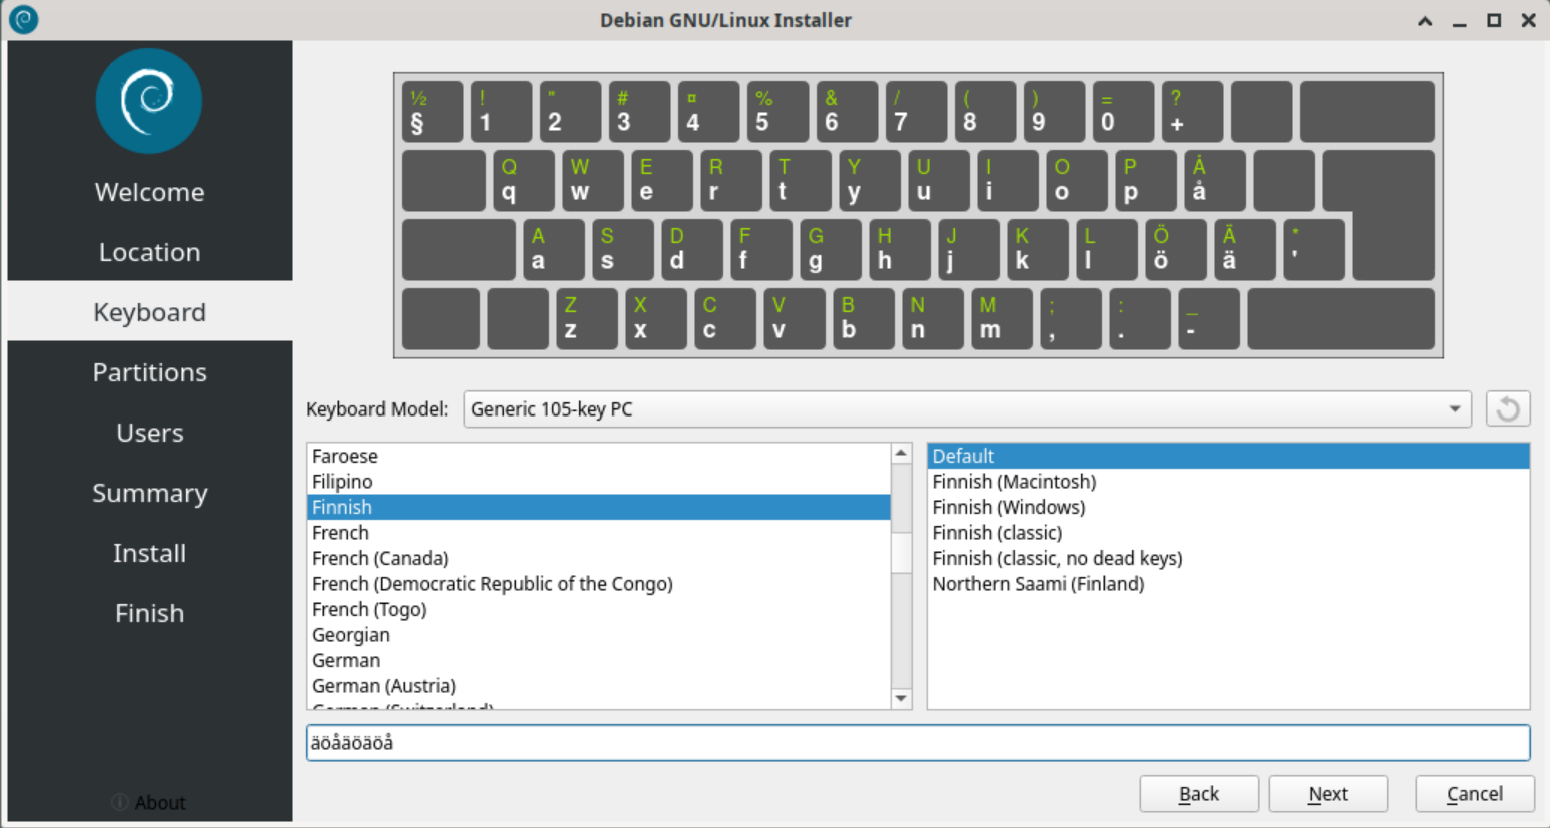 Debian GNU/Linux Installer
Welcome
Location
Keyboard
Partitions
Users
Summary
Install
Finish
About
½ ! " # ¤ % & / ( ) = ?
§ 1 2 3 4 5 6 7 8 9 0 +
Q W E R T Y U I O P Å
q w e r t y u i o p å
A S D F G H J K L Ö Ä *
a s d f g h j k l ö ä '
Z X C V B N M ; : _
z x c v b n m , . -
Keyboard Model: Generic 105-key PC
Faroese
Filipino
Finnish
French
French (Canada)
French (Democratic Republic of the Congo)
French (Togo)
Georgian
German
German (Austria)
German (Switzerland)
Default
Finnish (Macintosh)
Finnish (Windows)
Finnish (classic)
Finnish (classic, no dead keys)
Northern Saami (Finland)
äöåäöäöå
Back Next Cancel